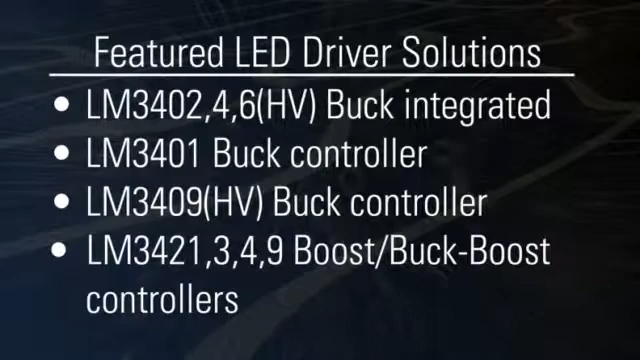 Featured LED Driver Solutions
• LM3402,4,6(HV) Buck integrated
• LM3401 Buck controller
• LM3409(HV) Buck controller
• LM3421,3,4,9 Boost/Buck-Boost
controllers